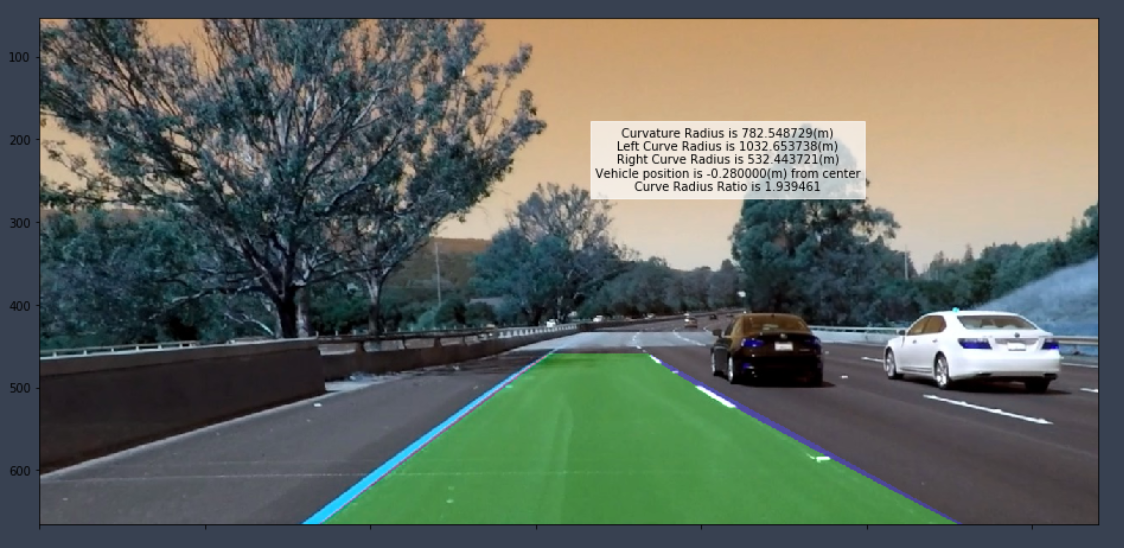 100
200
300
400
500
600
Curvature Radius is 782.548729(m)
Left Curve Radius is 1032.653738(m)
Right Curve Radius is 532.443721(m)
Vehicle position is -0.280000(m) from center
Curve Radius Ratio is 1.939461